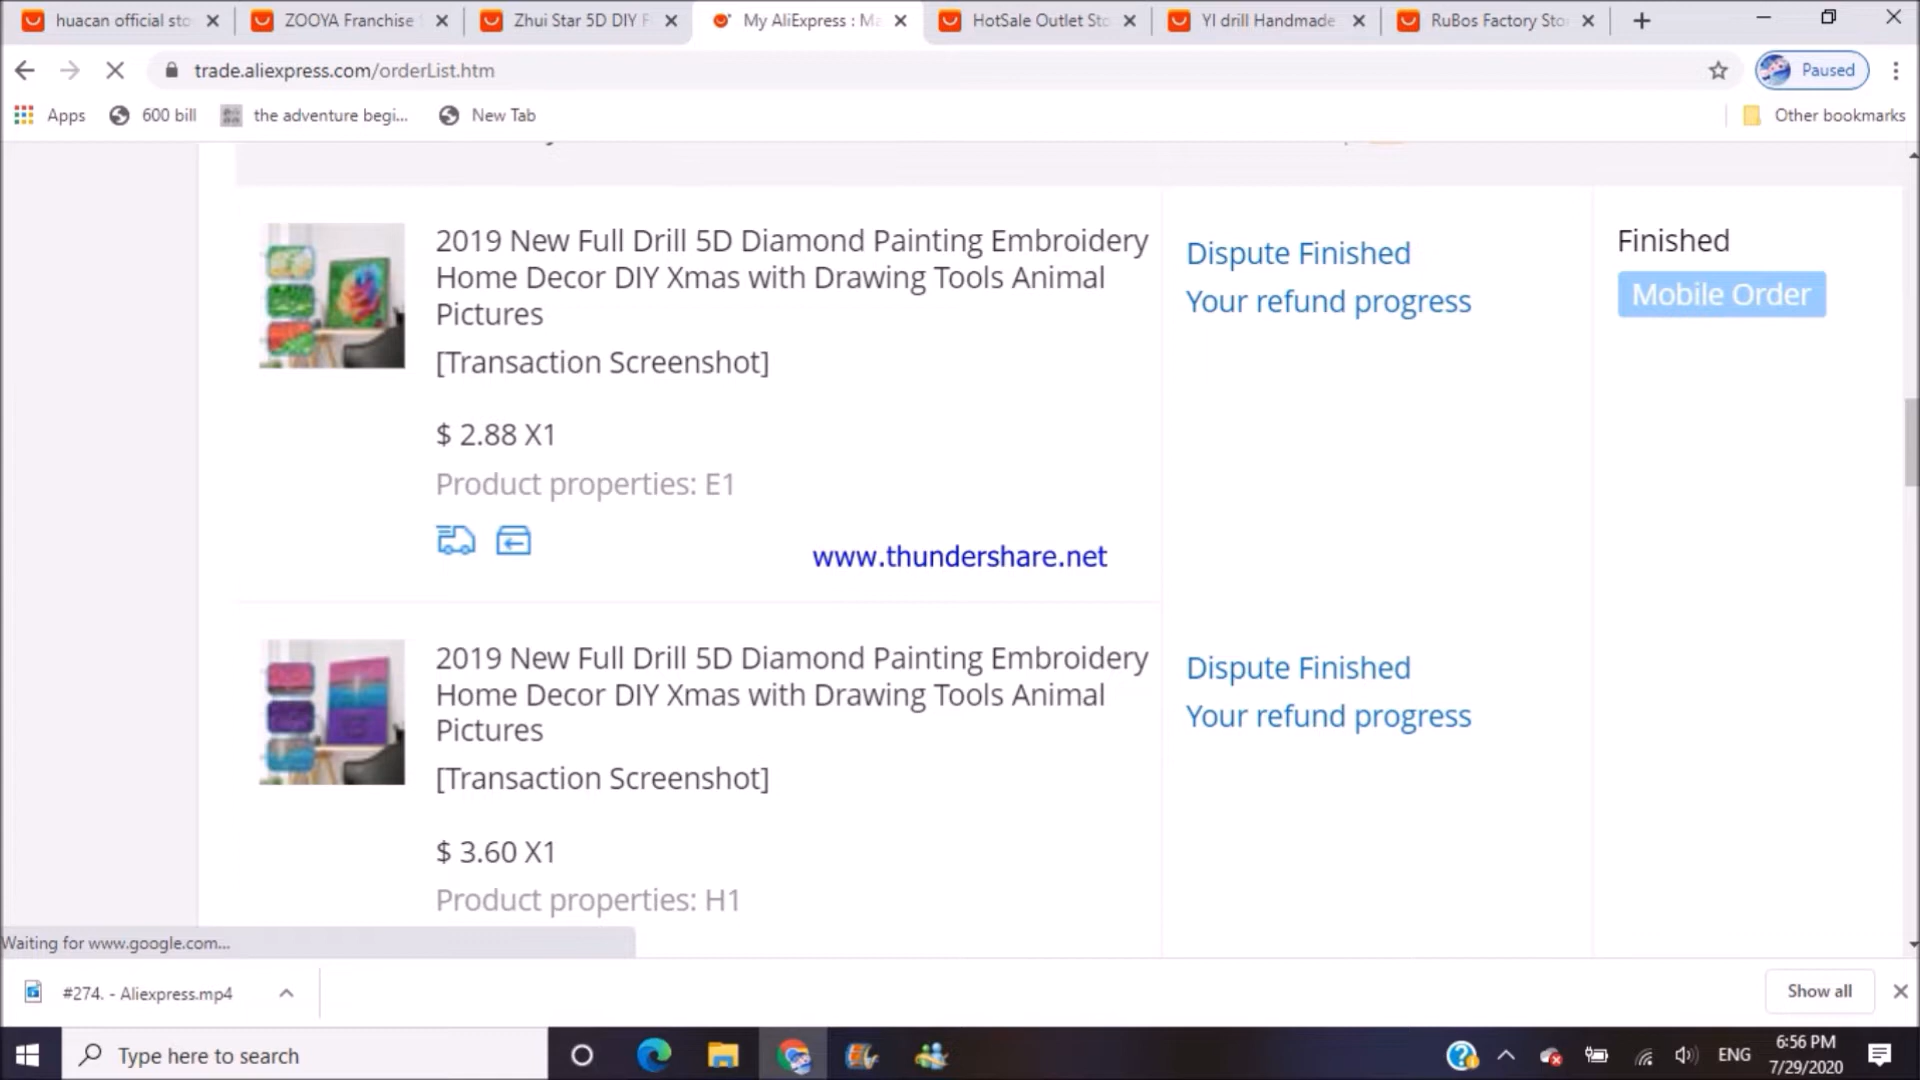 huacan official sto
ZOOYA Franchise
Zhui Star 5D DIY F
My AliExpress : Ma
HotSale Outlet Sto
YI drill Handmade
RuBos Factory Sto
trade.aliexpress.com/orderList.htm
Paused
Apps
600 bill
the adventure begi...
New Tab
Other bookmarks
2019 New Full Drill 5D Diamond Painting Embroidery
Home Decor DIY Xmas with Drawing Tools Animal
Pictures
[Transaction Screenshot]
$ 2.88 X1
Product properties: E1
Dispute Finished
Your refund progress
Finished
Mobile Order
www.thundershare.net
2019 New Full Drill 5D Diamond Painting Embroidery
Home Decor DIY Xmas with Drawing Tools Animal
Pictures
[Transaction Screenshot]
$ 3.60 X1
Product properties: H1
Dispute Finished
Your refund progress
Waiting for www.google.com...
#274. - Aliexpress.mp4
Show all
Type here to search
ENG
6:56 PM
7/29/2020